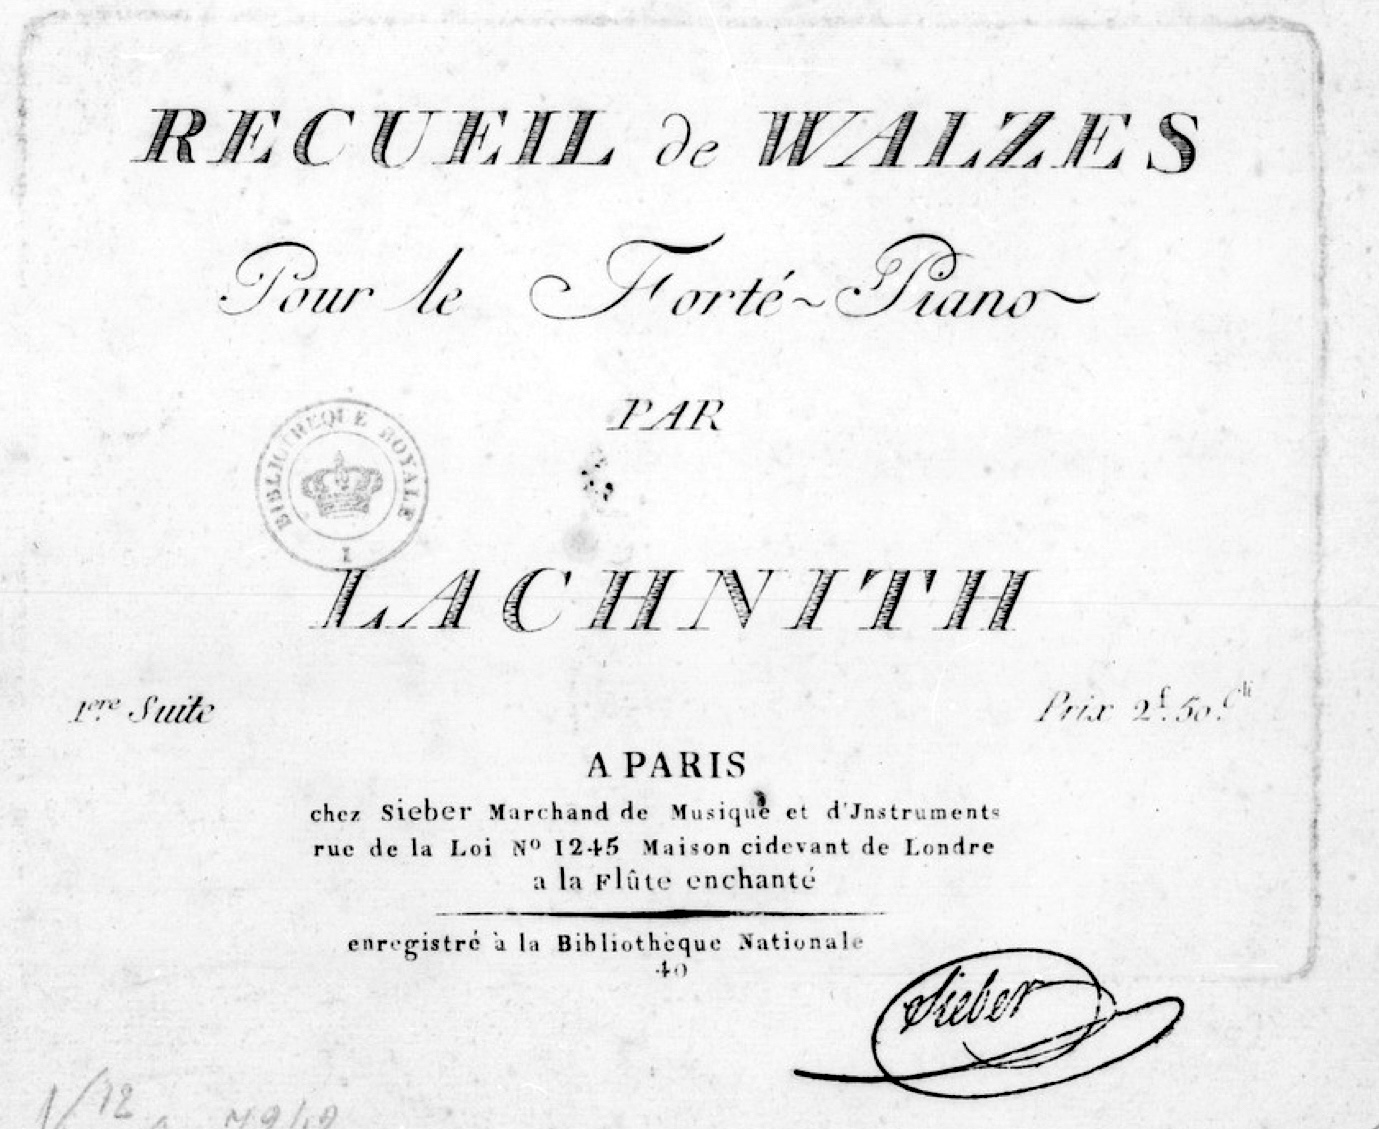 RECUEIL de WALZES
Pour le Forté-Piano
PAR
BIBLIOTHEQUE ROYALE
I
LACHNITH
1ere Suite
Prix 2f. 50.
A PARIS
chez Sieber Marchand de Musique et d'Jnstruments
rue de la Loi No 1245 Maison cidevant de Londre
a la Flûte enchanté
enregistré à la Bibliothèque Nationale
40
Sieber